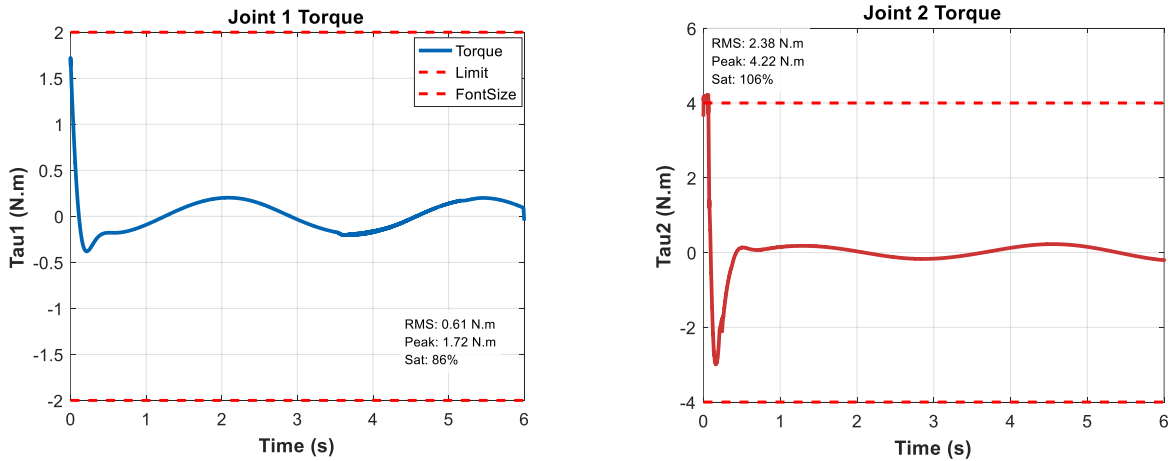 Joint 1 Torque
2
1.5
1
0.5
0
-0.5
-1
-1.5
-2
Tau1 (N.m)
Torque
Limit
FontSize
RMS: 0.61 N.m
Peak: 1.72 N.m
Sat: 86%
0 1 2 3 4 5 6
Time (s)
Joint 2 Torque
6
4
2
0
-2
-4
Tau2 (N.m)
RMS: 2.38 N.m
Peak: 4.22 N.m
Sat: 106%
0 1 2 3 4 5 6
Time (s)